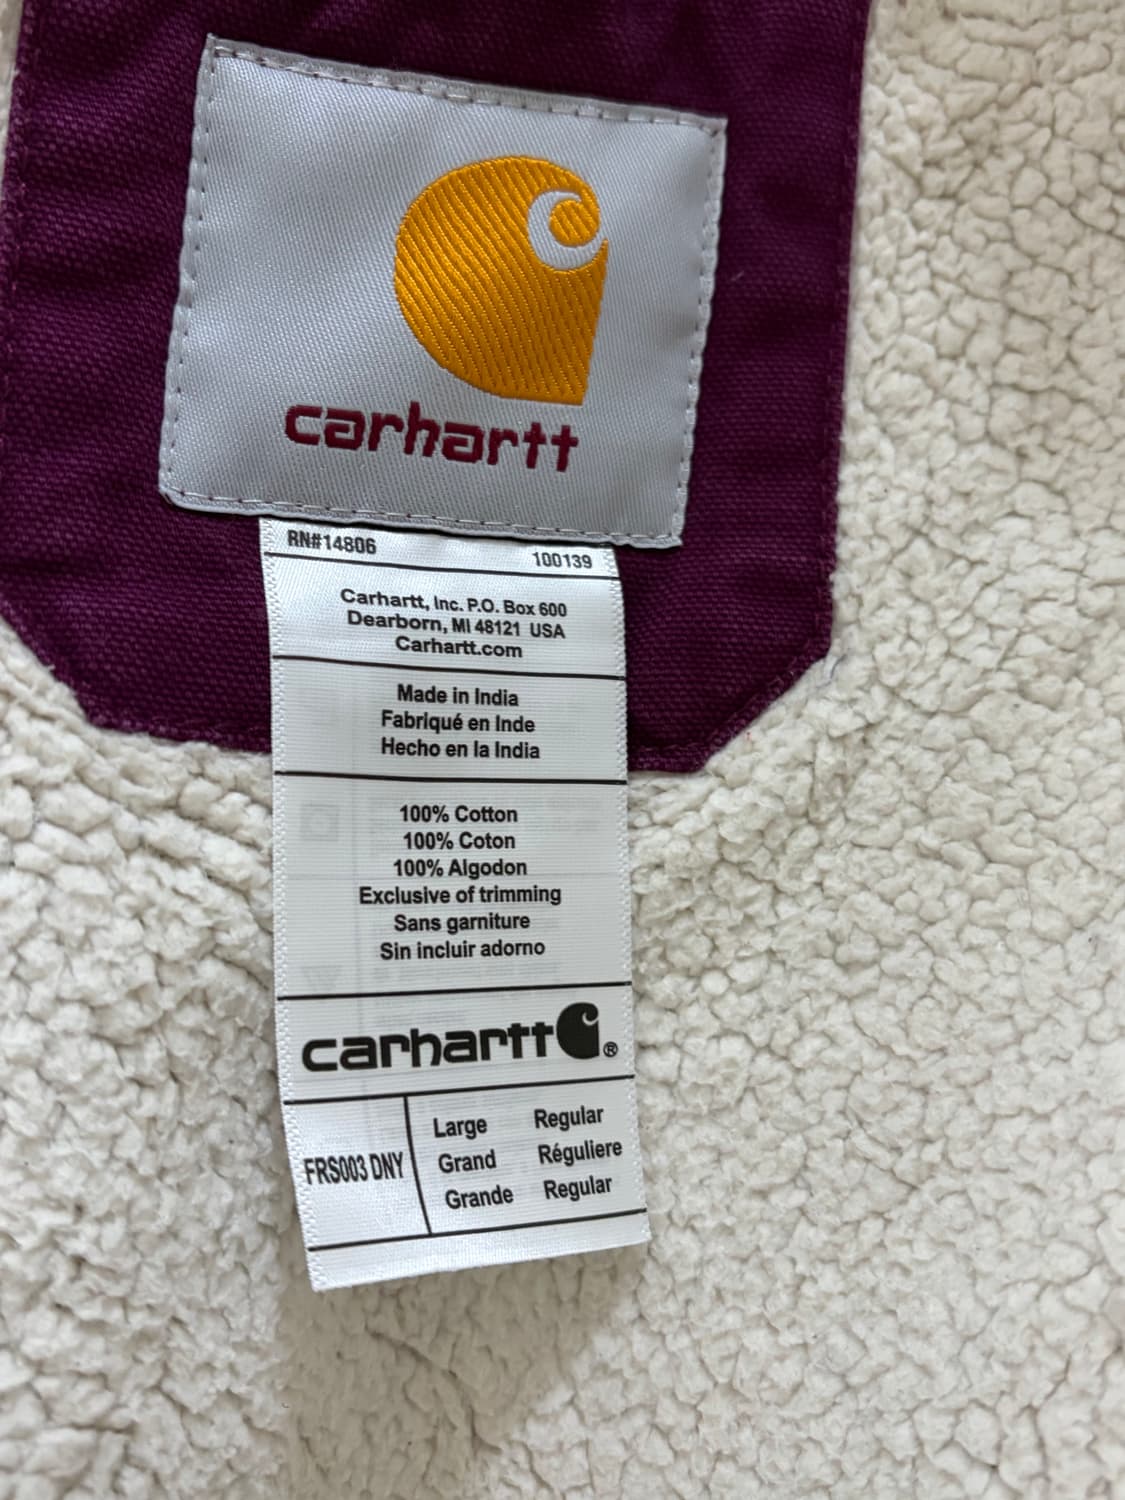 carhartt
RN#14806 100139
Carhartt, Inc. P.O. Box 600
Dearborn, MI 48121 USA
Carhartt.com
Made in India
Fabriqué en Inde
Hecho en la India
100% Cotton
100% Coton
100% Algodon
Exclusive of trimming
Sans garniture
Sin incluir adorno
carhartt ®
FRS003 DNY
Large Regular
Grand Réguliere
Grande Regular